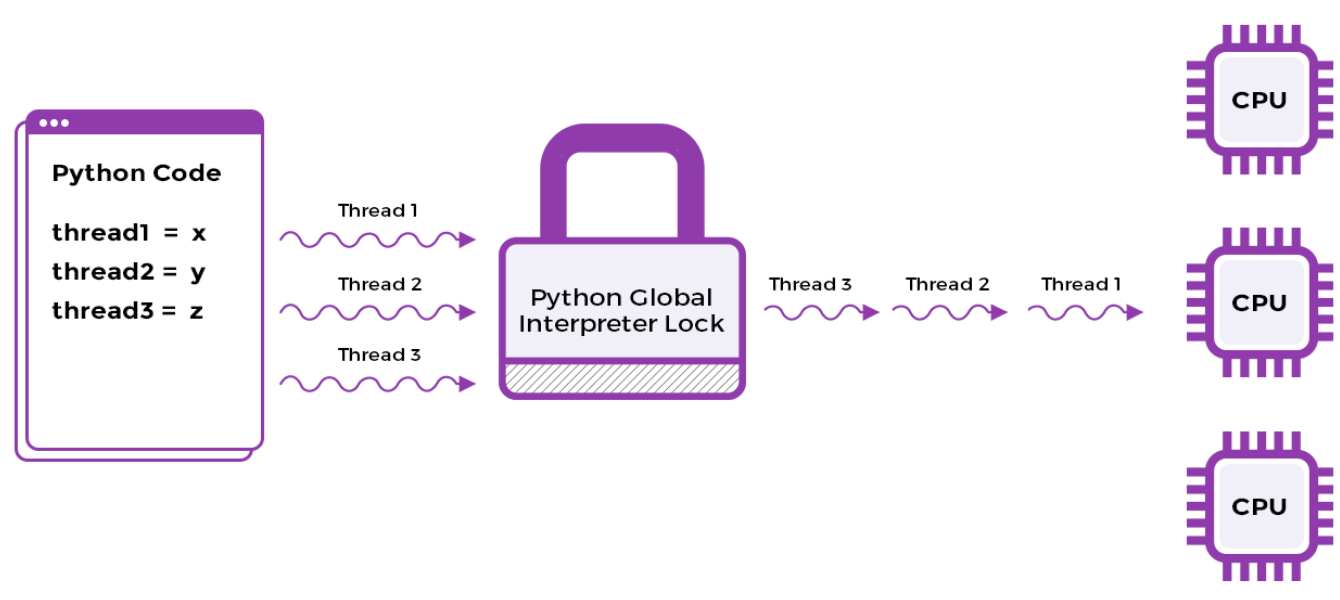 Python Code
thread1 = x
thread2 = y
thread3 = z
Thread 1
Thread 2
Thread 3
Python Global
Interpreter Lock
Thread 3
Thread 2
Thread 1
CPU
CPU
CPU